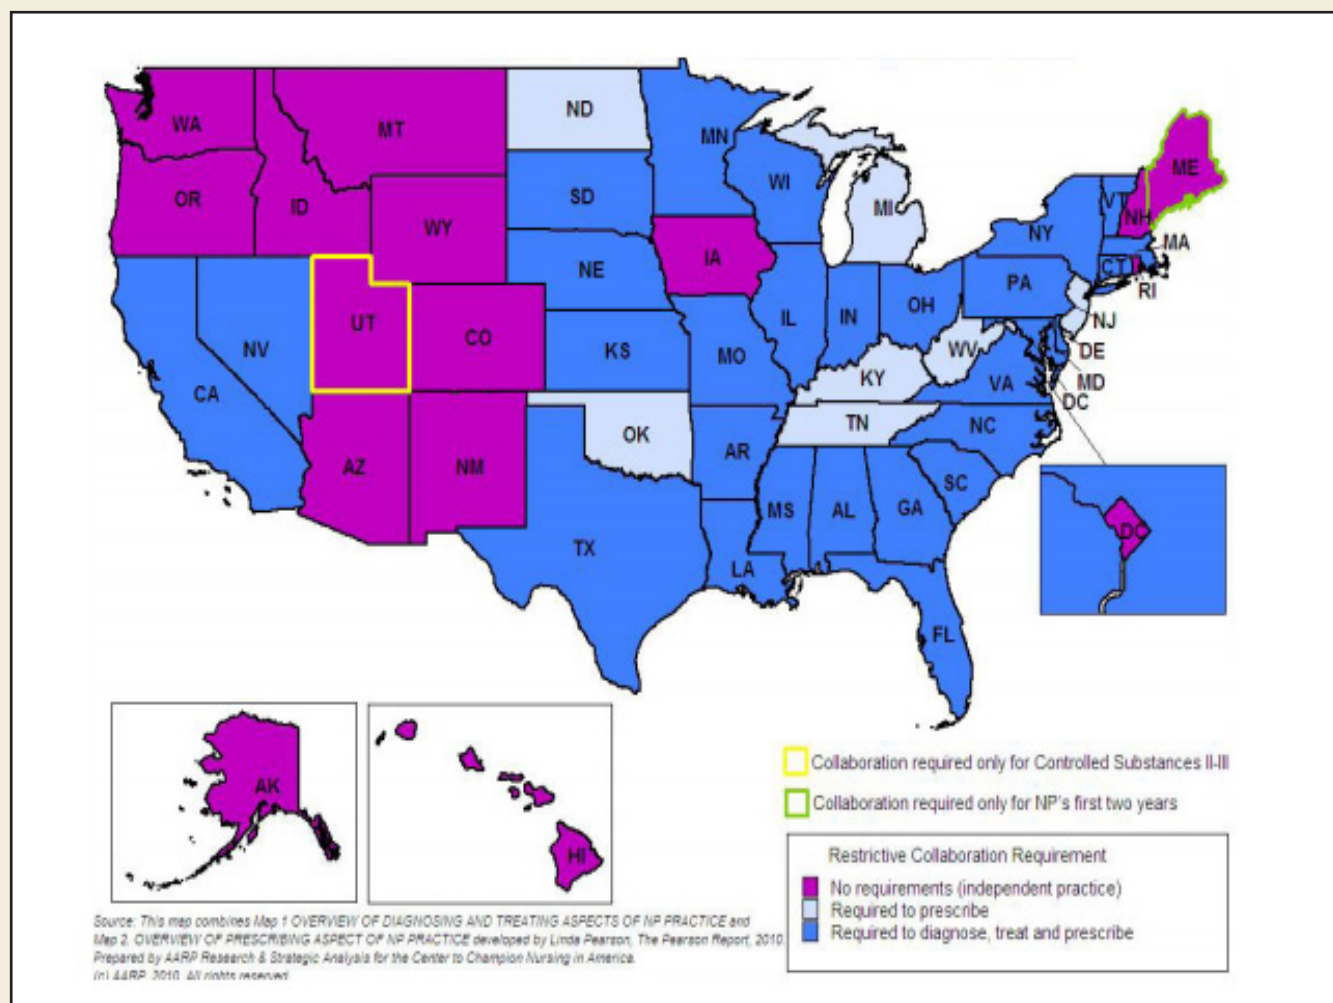 WA
MT
ND
MN
OR
ID
WY
SD
WI
MI
VT
NH
ME
NY
MA
CT
RI
PA
NJ
DE
MD
DC
IA
NE
IL
IN
OH
WV
VA
KY
UT
CO
KS
MO
NV
CA
TN
NC
AZ
NM
OK
AR
SC
MS
AL
GA
TX
LA
FL
DC
AK
HI
Collaboration required only for Controlled Substances II-III
Collaboration required only for NP's first two years
Restrictive Collaboration Requirement
No requirements (independent practice)
Required to prescribe
Required to diagnose, treat and prescribe
Source: This map combines Map 1 OVERVIEW OF DIAGNOSING AND TREATING ASPECTS OF NP PRACTICE and
Map 2. OVERVIEW OF PRESCRIBING ASPECT OF NP PRACTICE developed by Linda Pearson, The Pearson Report, 2010.
Prepared by AARP Research & Strategic Analysis for the Center to Champion Nursing in America.
(c) AARP, 2010. All rights reserved